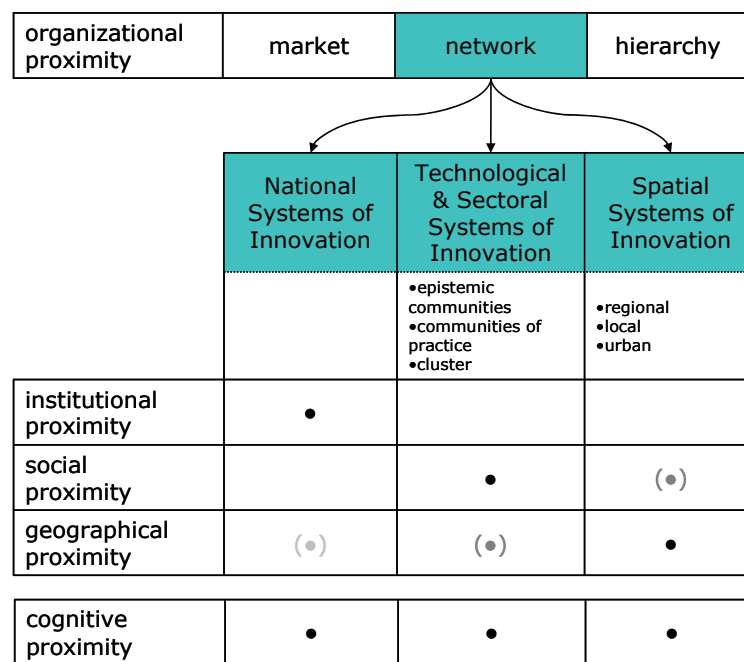 organizational
proximity
market
network
hierarchy
National
Systems of
Innovation
Technological
& Sectoral
Systems of
Innovation
Spatial
Systems of
Innovation
•epistemic
communities
•communities of
practice
•cluster
•regional
•local
•urban
institutional
proximity
•
social
proximity
•
(•)
geographical
proximity
(•)
(•)
•
cognitive
proximity
•
•
•